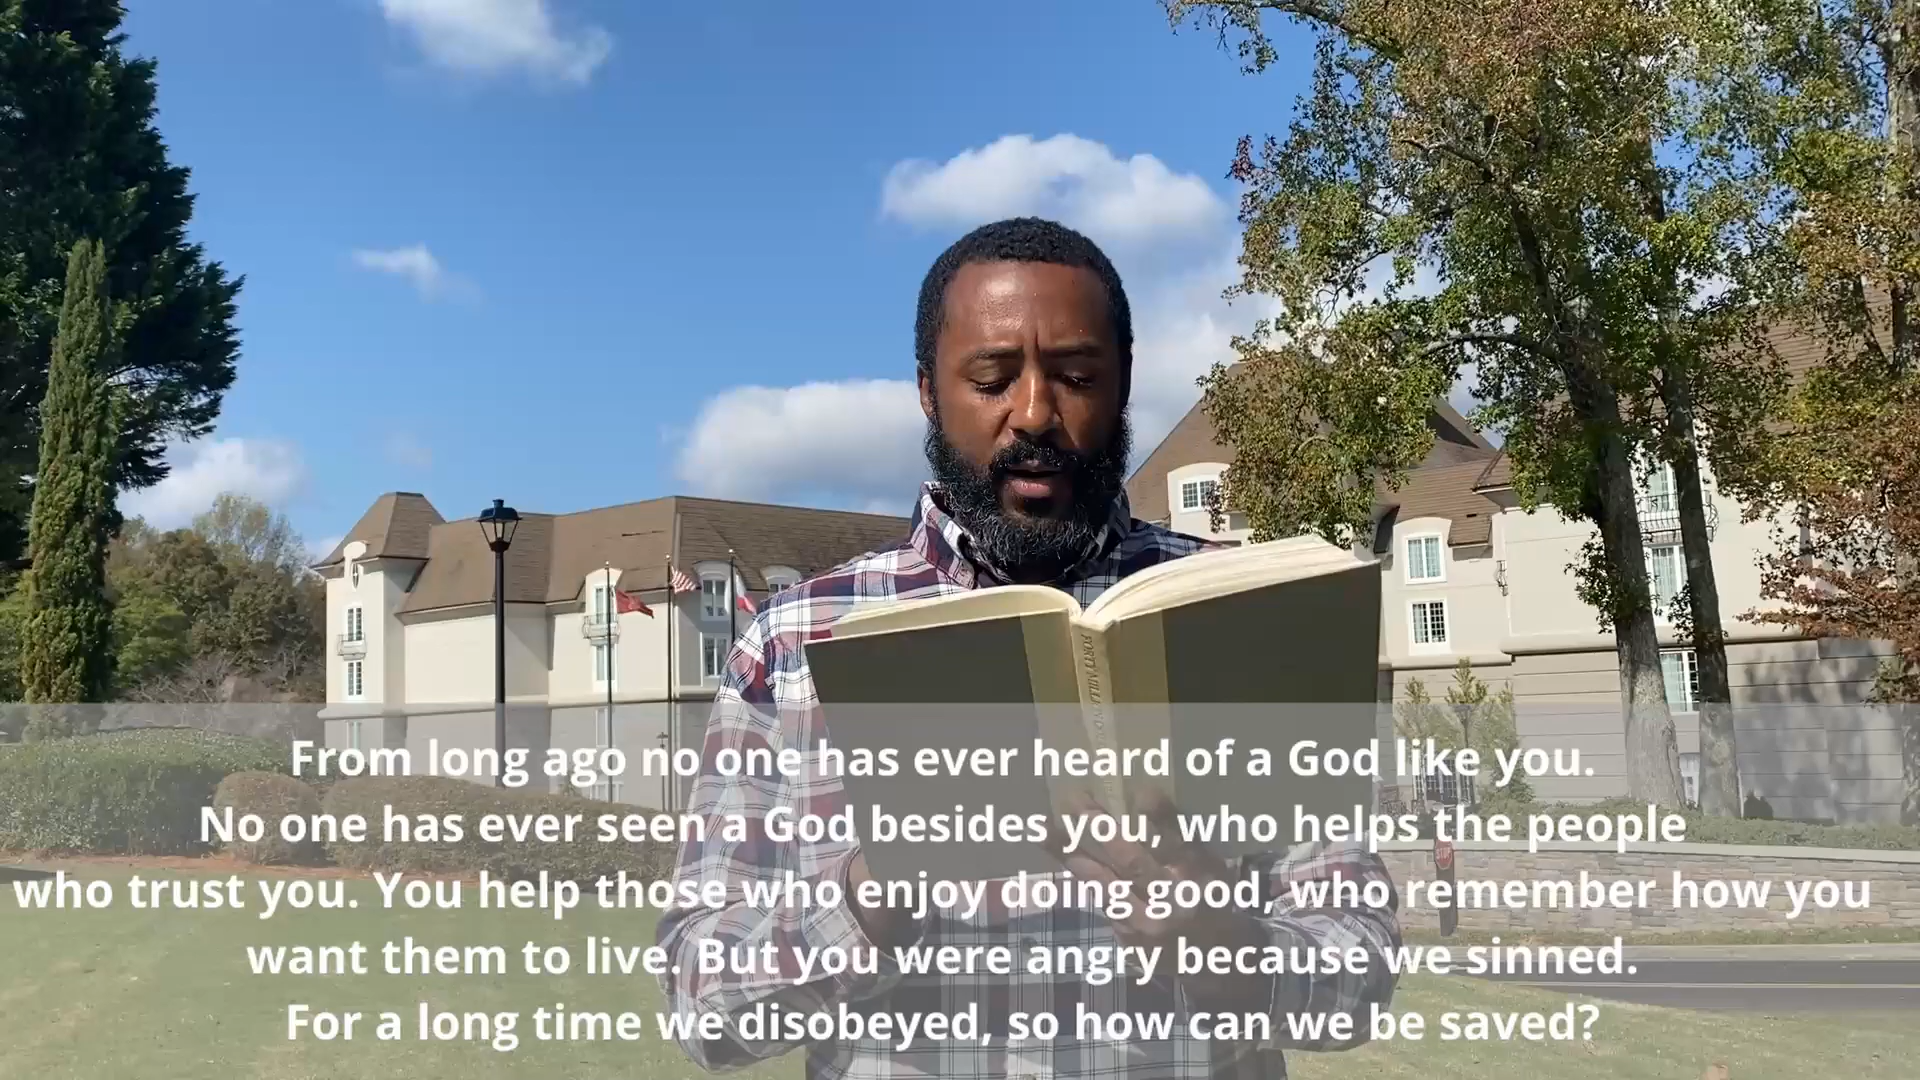 FORTY MILL
From long ago no one has ever heard of a God like you.
No one has ever seen a God besides you, who helps the people
who trust you. You help those who enjoy doing good, who remember how you
want them to live. But you were angry because we sinned.
For a long time we disobeyed, so how can we be saved?
STOP